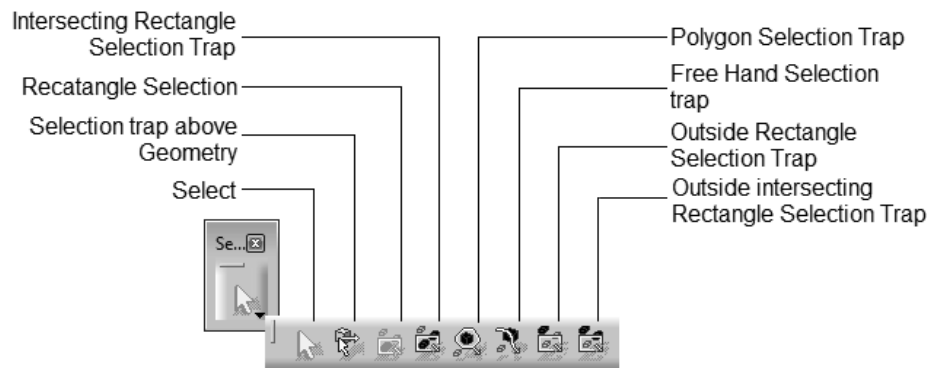 Intersecting Rectangle
Selection Trap
Recatangle Selection
Selection trap above
Geometry
Select
Se...
Polygon Selection Trap
Free Hand Selection
trap
Outside Rectangle
Selection Trap
Outside intersecting
Rectangle Selection Trap